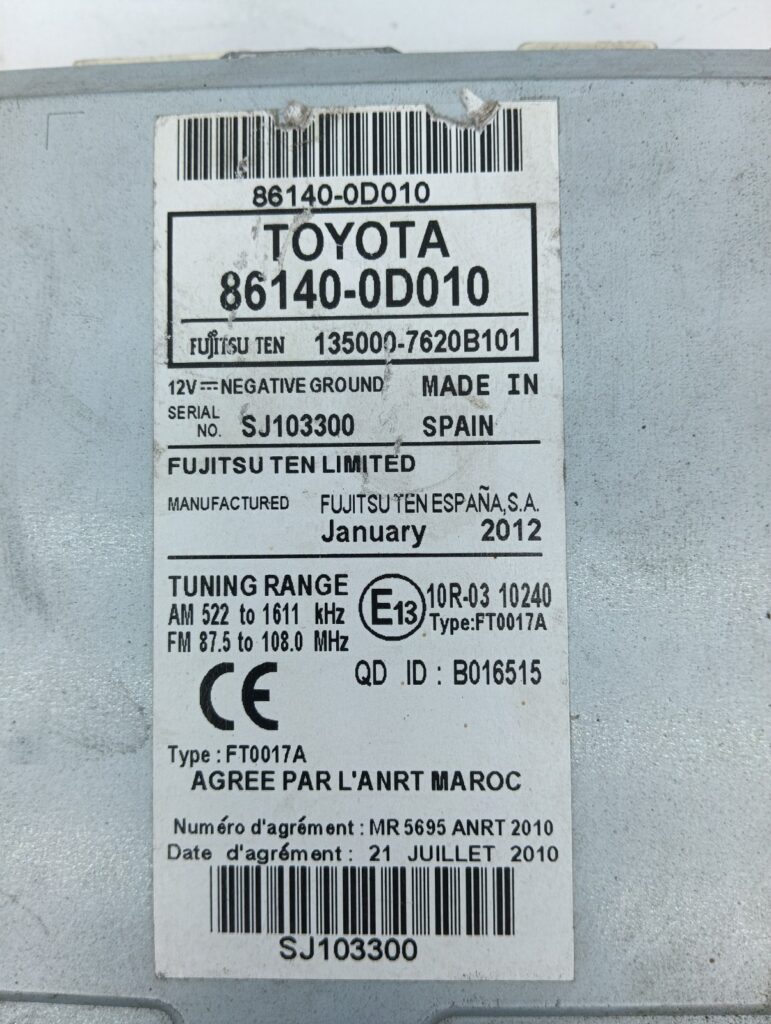 86140-0D010
TOYOTA
86140-0D010
FUJITSU TEN 135000-7620B101
12V⎓NEGATIVE GROUND MADE IN
SERIAL NO. SJ103300 SPAIN
FUJITSU TEN LIMITED
MANUFACTURED FUJITSU TEN ESPAÑA,S.A.
January 2012
TUNING RANGE
AM 522 to 1611 kHz
FM 87.5 to 108.0 MHz
E13 10R-03 10240
Type:FT0017A
QD ID : B016515
CE
Type : FT0017A
AGREE PAR L'ANRT MAROC
Numéro d'agrément : MR 5695 ANRT 2010
Date d'agrément : 21 JUILLET 2010
SJ103300